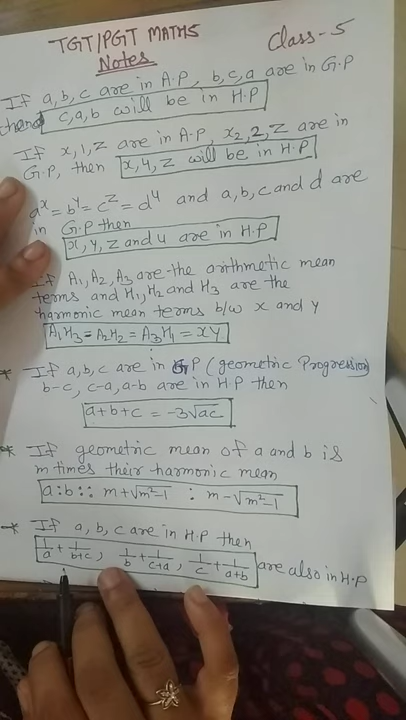 TGT/PGT MATHS
Class-5
Notes
If a,b,c are in A.P, b,c,a are in G.P
then c,a,b will be in H.P
If x,1,z are in A.P, x,2,z are in
G.P, then x,4,z will be in H.P
aˣ = bʸ = cᶻ = dᵘ and a,b,c and d are
in G.P then
x, y, z and u are in H.P
If A₁, A₂, A₃ are the arithmetic mean
terms and H₁, H₂ and H₃ are the
harmonic mean terms b/w x and y
A₁H₃ = A₂H₂ = A₃H₁ = xy
* If a,b,c are in G.P (geometric Progression)
b-c, c-a, a-b are in H.P then
a+b+c = -3√ac
* If geometric mean of a and b is
m times their harmonic mean
a:b :: m+√m²-1 : m-√m²-1
* If a, b, c are in H.P then
1/a + 1/b+c, 1/b + 1/c+a, 1/c + 1/a+b are also in H.P